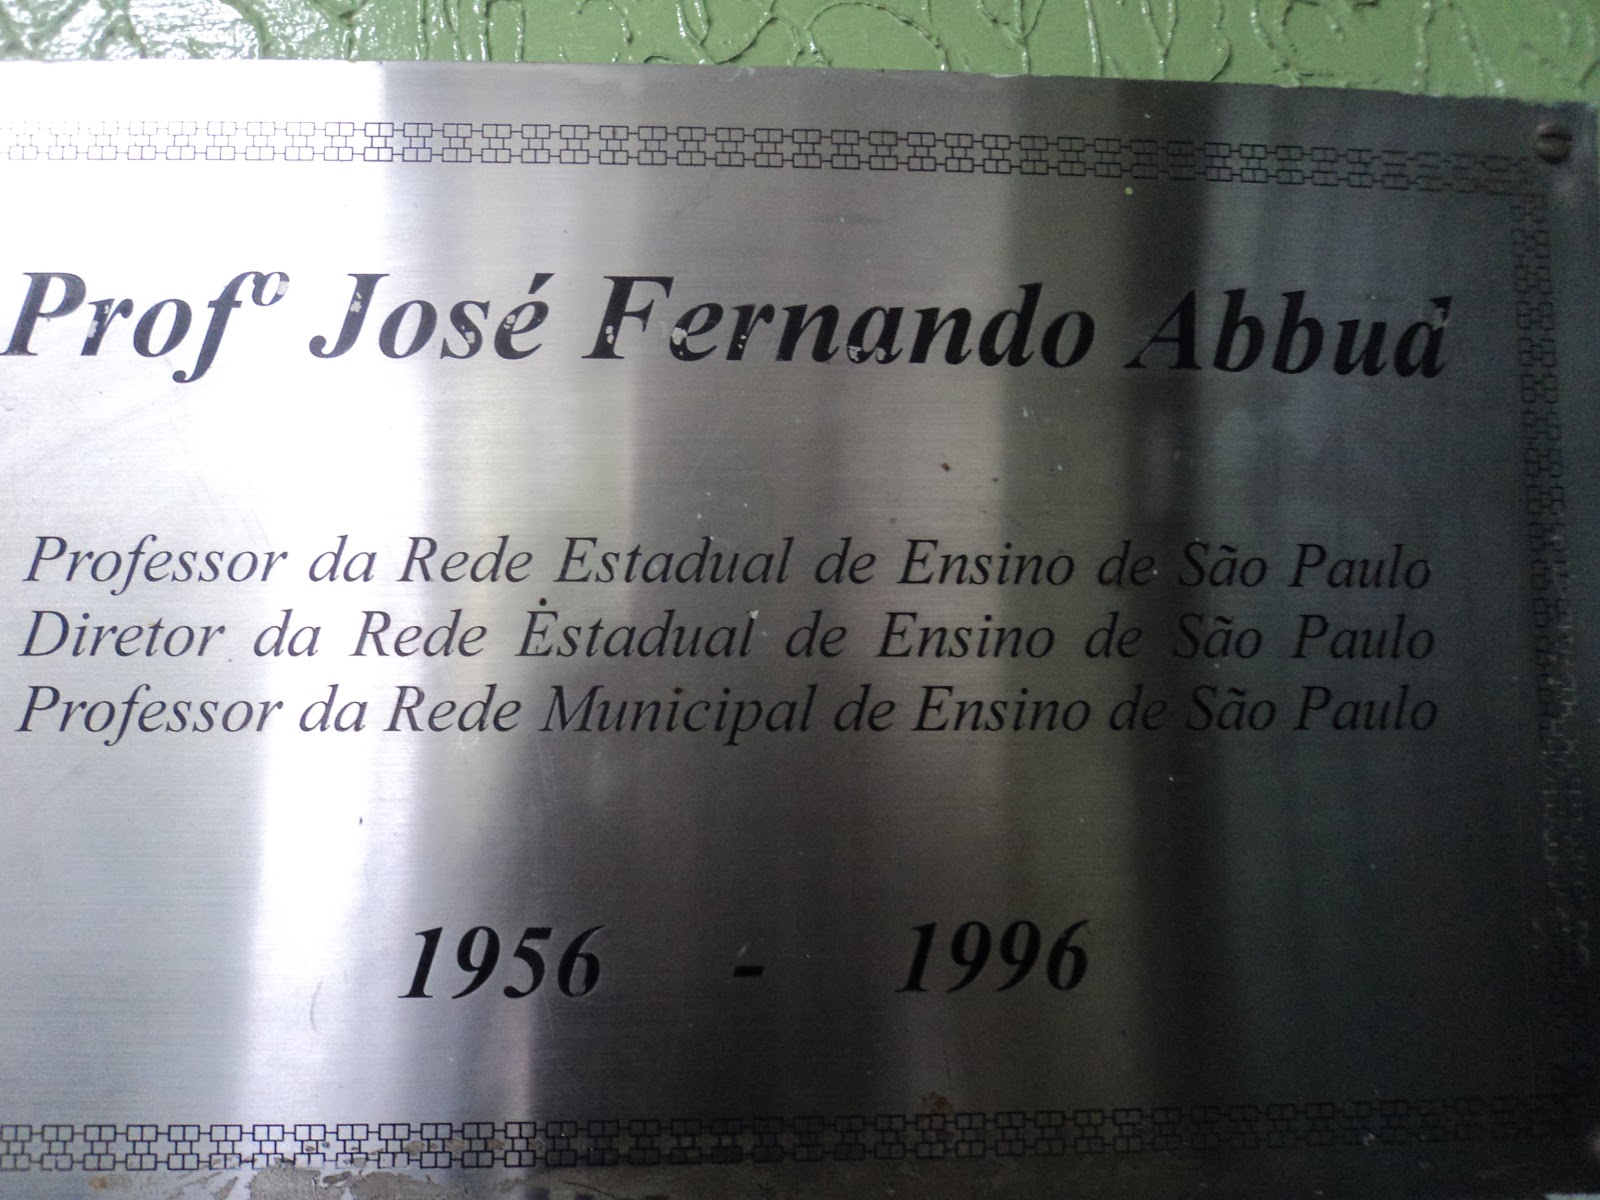 Profº José Fernando Abbud
Professor da Rede Estadual de Ensino de São Paulo
Diretor da Rede Estadual de Ensino de São Paulo
Professor da Rede Municipal de Ensino de São Paulo
1956 - 1996